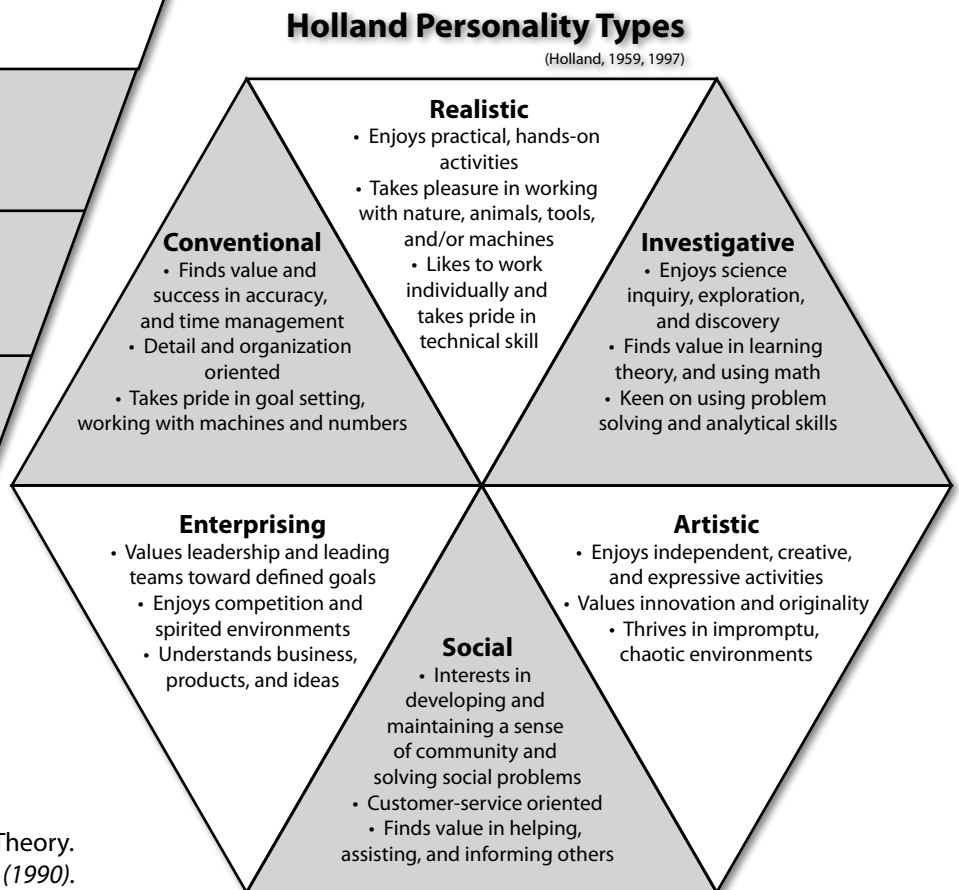 Holland Personality Types
(Holland, 1959, 1997)
Realistic
• Enjoys practical, hands-on
activities
• Takes pleasure in working
with nature, animals, tools,
and/or machines
• Likes to work
individually and
takes pride in
technical skill
Conventional
• Finds value and
success in accuracy,
and time management
• Detail and organization
oriented
• Takes pride in goal setting,
working with machines and numbers
Investigative
• Enjoys science
inquiry, exploration,
and discovery
• Finds value in learning
theory, and using math
• Keen on using problem
solving and analytical skills
Enterprising
• Values leadership and leading
teams toward defined goals
• Enjoys competition and
spirited environments
• Understands business,
products, and ideas
Social
• Interests in
developing and
maintaining a sense
of community and
solving social problems
• Customer-service oriented
• Finds value in helping,
assisting, and informing others
Artistic
• Enjoys independent, creative,
and expressive activities
• Values innovation and originality
• Thrives in impromptu,
chaotic environments
Theory.
(1990).